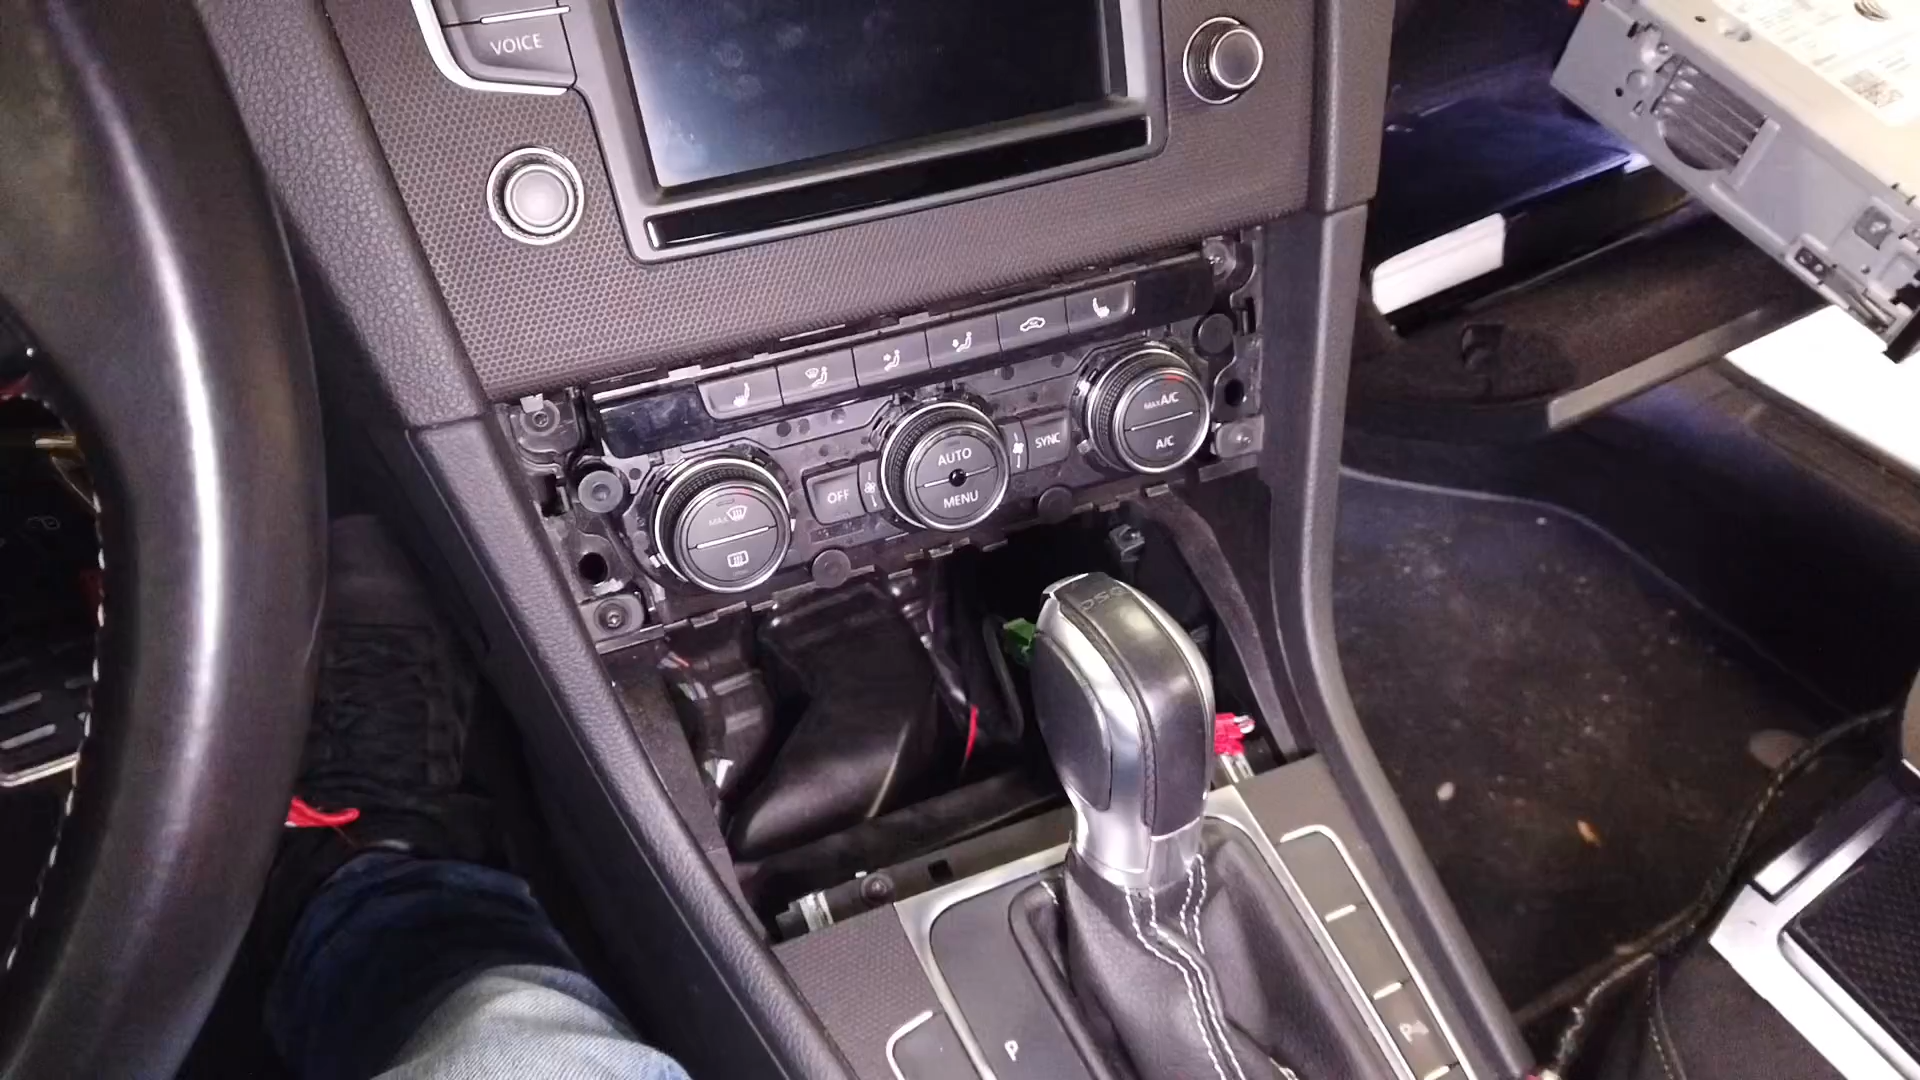 VOICE
MAX A/C
A/C
SYNC
AUTO
MENU
OFF
MAX
DSG
P
P